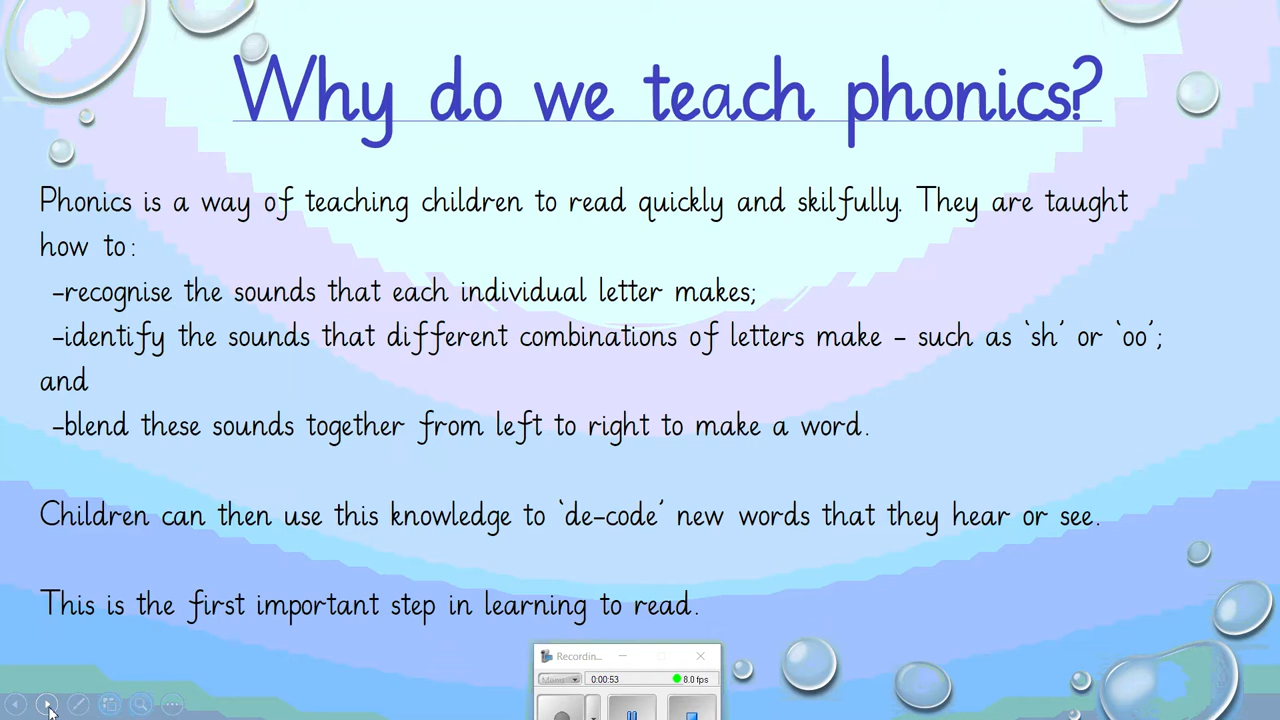 Why do we teach phonics?
Phonics is a way of teaching children to read quickly and skilfully. They are taught
how to:
-recognise the sounds that each individual letter makes;
-identify the sounds that different combinations of letters make - such as ‘sh’ or ‘oo’;
and
-blend these sounds together from left to right to make a word.
Children can then use this knowledge to ‘de-code’ new words that they hear or see.
This is the first important step in learning to read.
Recordin...
Menu 0:00:53 8.0 fps